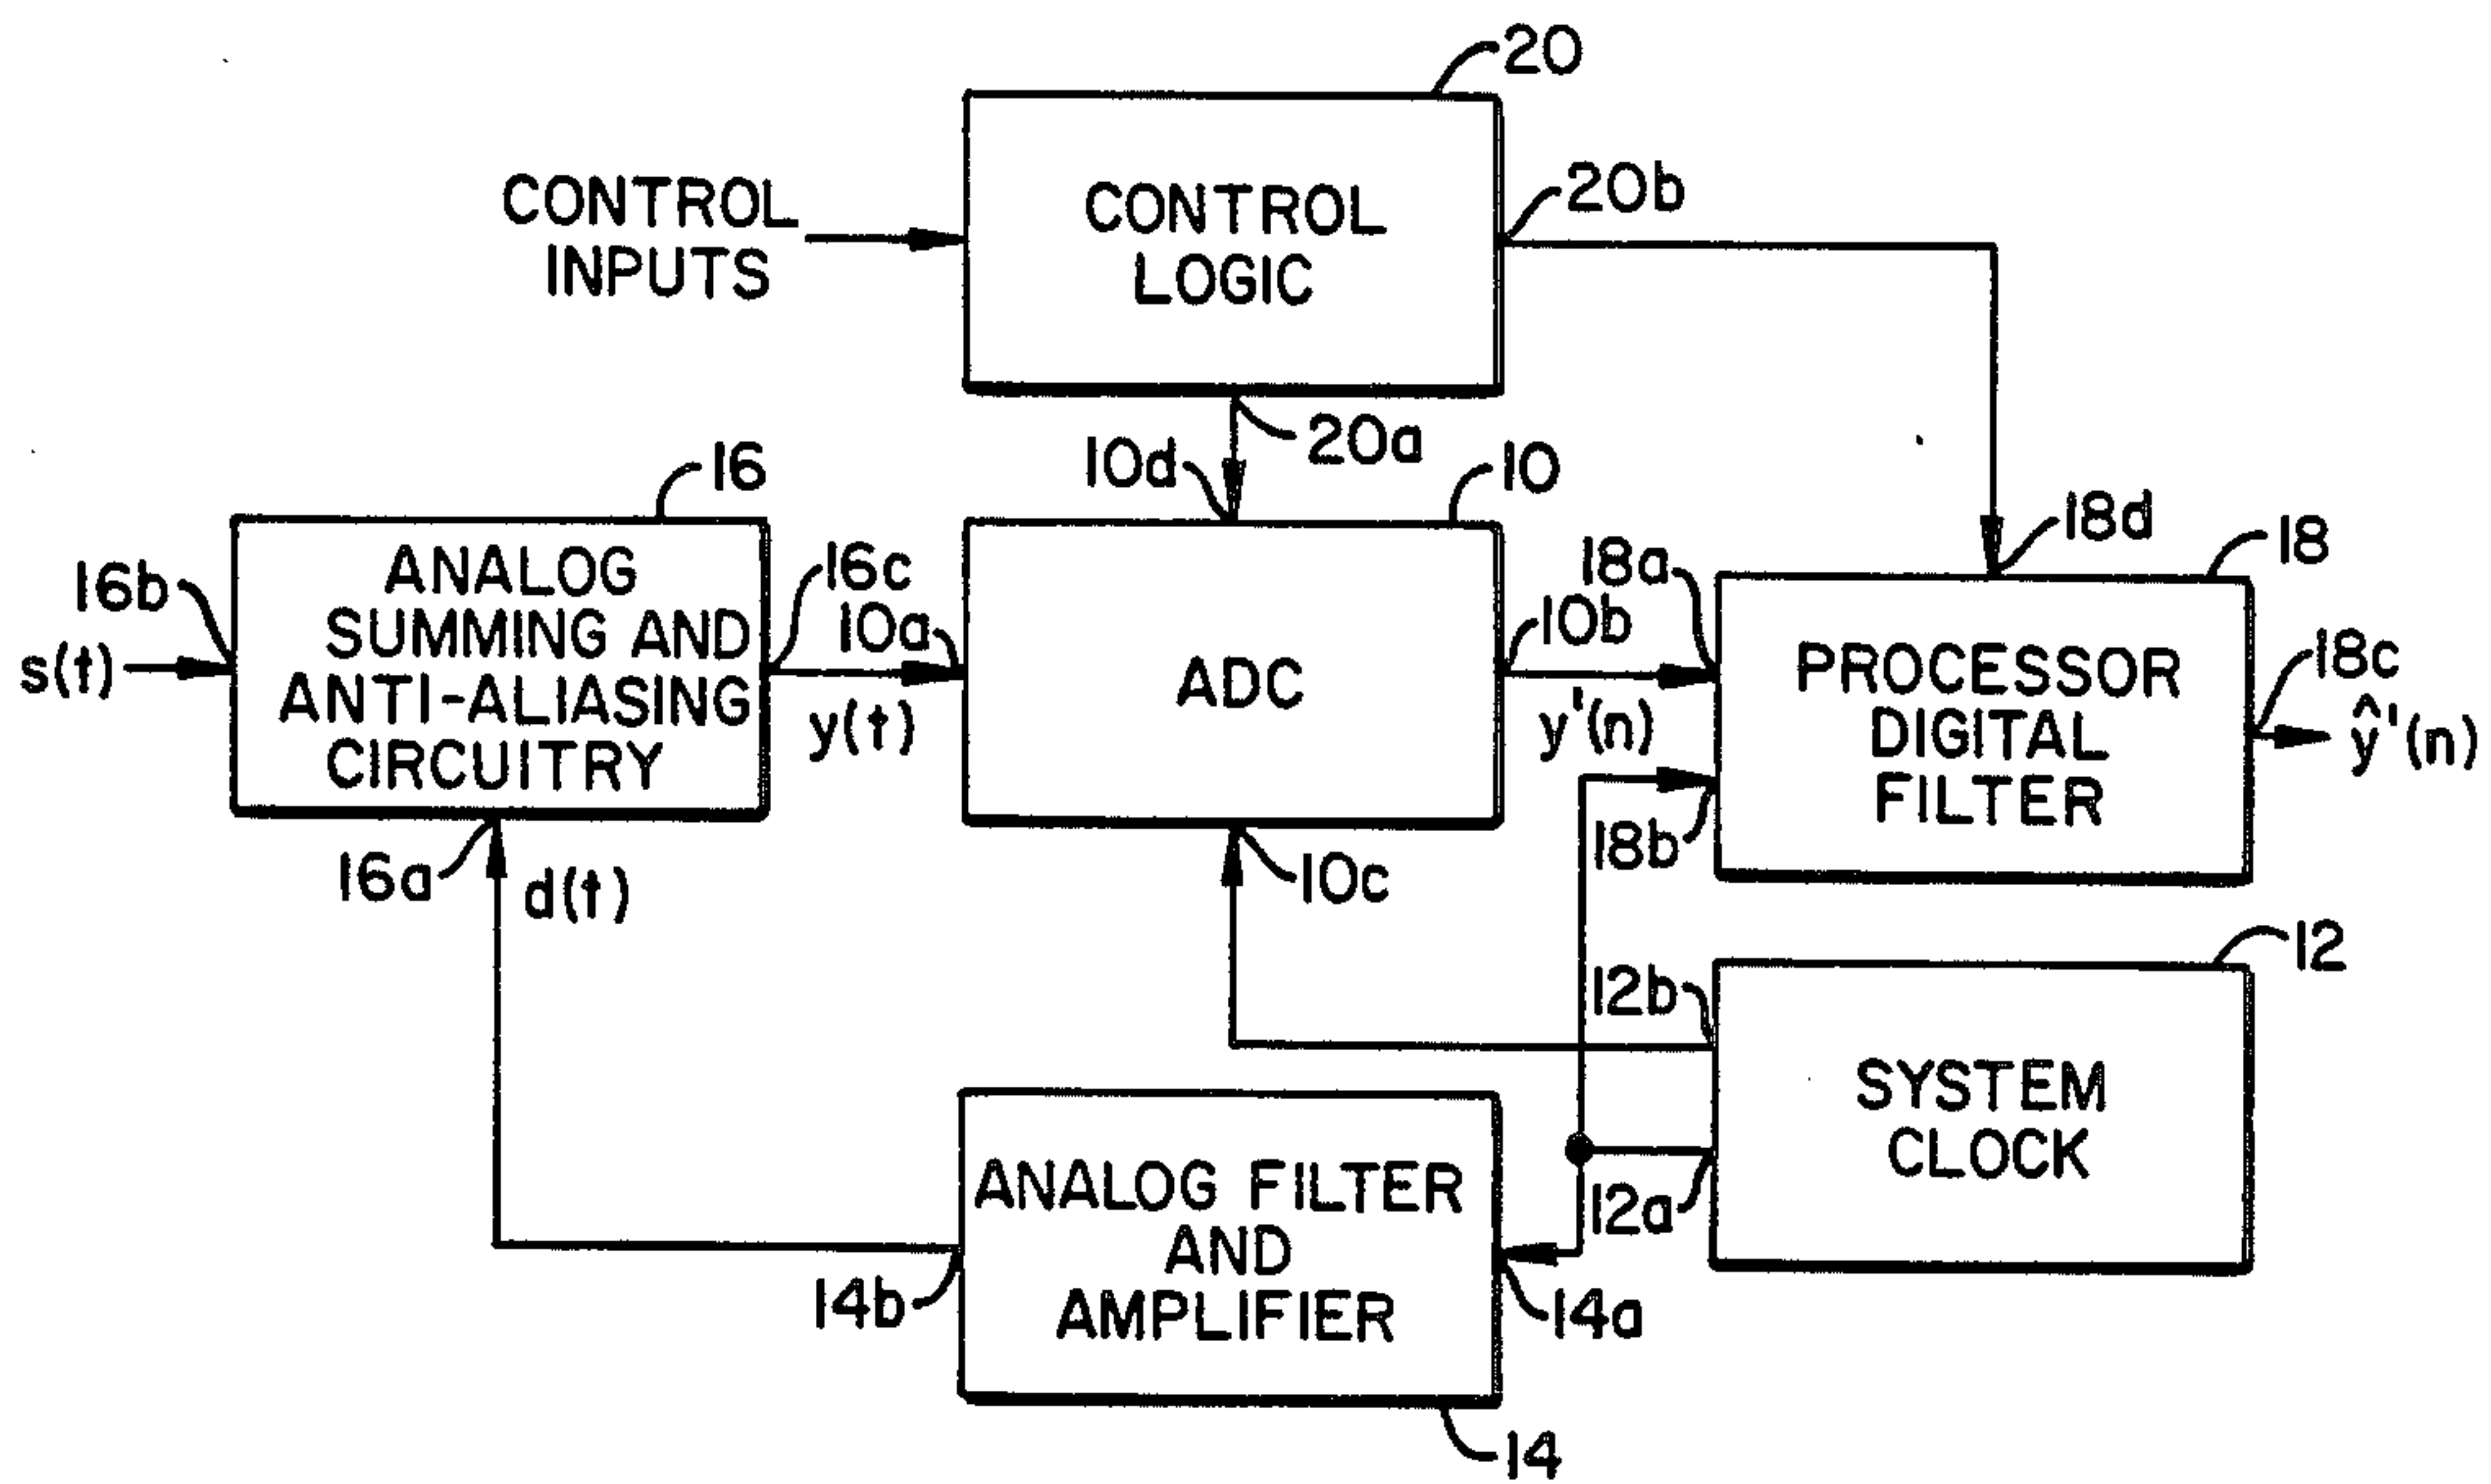 20
CONTROL
INPUTS
CONTROL
LOGIC
20b
20a
10d
10
16
16b
s(t)
ANALOG
SUMMING AND
ANTI-ALIASING
CIRCUITRY
16c
10a
y(t)
ADC
18a
10b
y'(n)
18d
18
PROCESSOR
DIGITAL
FILTER
18c
ŷ'(n)
18b
16a
d(t)
10c
12
12b
SYSTEM
CLOCK
12a
ANALOG FILTER
AND
AMPLIFIER
14b
14a
14